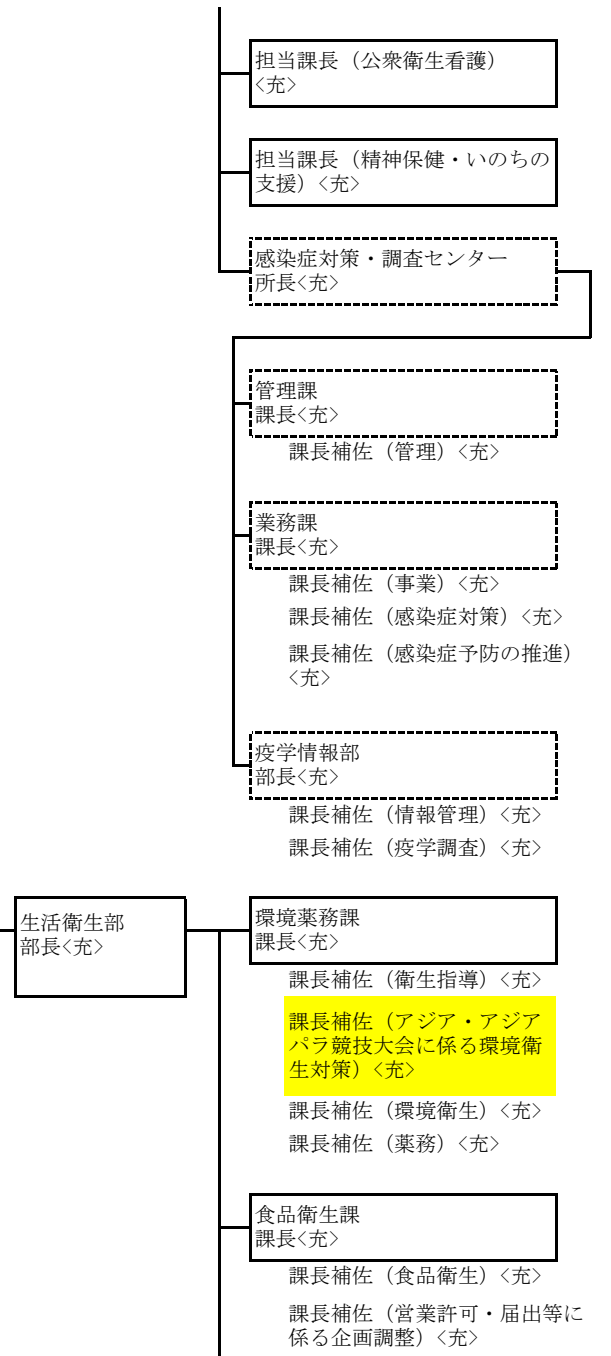 担当課長（公衆衛生看護）
<充>
担当課長（精神保健・いのちの
支援）<充>
感染症対策・調査センター
所長<充>
管理課
課長<充>
課長補佐（管理）<充>
業務課
課長<充>
課長補佐（事業）<充>
課長補佐（感染症対策）<充>
課長補佐（感染症予防の推進）
<充>
疫学情報部
部長<充>
課長補佐（情報管理）<充>
課長補佐（疫学調査）<充>
生活衛生部
部長<充>
環境薬務課
課長<充>
課長補佐（衛生指導）<充>
課長補佐（アジア・アジア
パラ競技大会に係る環境衛
生対策）<充>
課長補佐（環境衛生）<充>
課長補佐（薬務）<充>
食品衛生課
課長<充>
課長補佐（食品衛生）<充>
課長補佐（営業許可・届出等に
係る企画調整）<充>